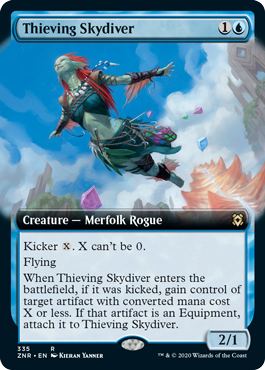 Thieving Skydiver 1
Creature — Merfolk Rogue
Kicker X. X can't be 0.
Flying
When Thieving Skydiver enters the
battlefield, if it was kicked, gain control of
target artifact with converted mana cost
X or less. If that artifact is an Equipment,
attach it to Thieving Skydiver.
2/1
335 R
ZNR • EN KIERAN YANNER
™ & © 2020 Wizards of the Coast